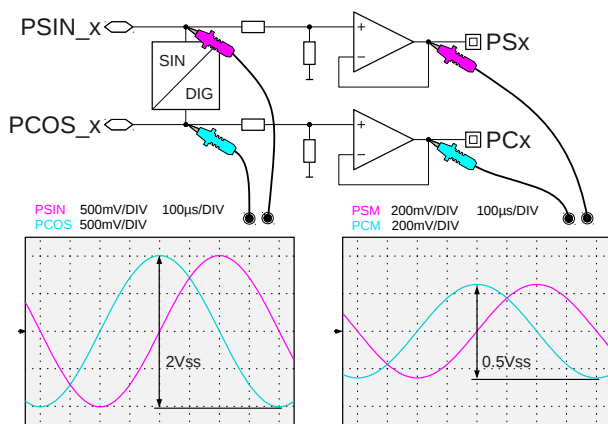 PSIN_x
SIN
DIG
PCOS_x
+
−
PSx
+
−
PCx
PSIN 500mV/DIV 100µs/DIV
PCOS 500mV/DIV
PSM 200mV/DIV 100µs/DIV
PCM 200mV/DIV
2Vss
0.5Vss